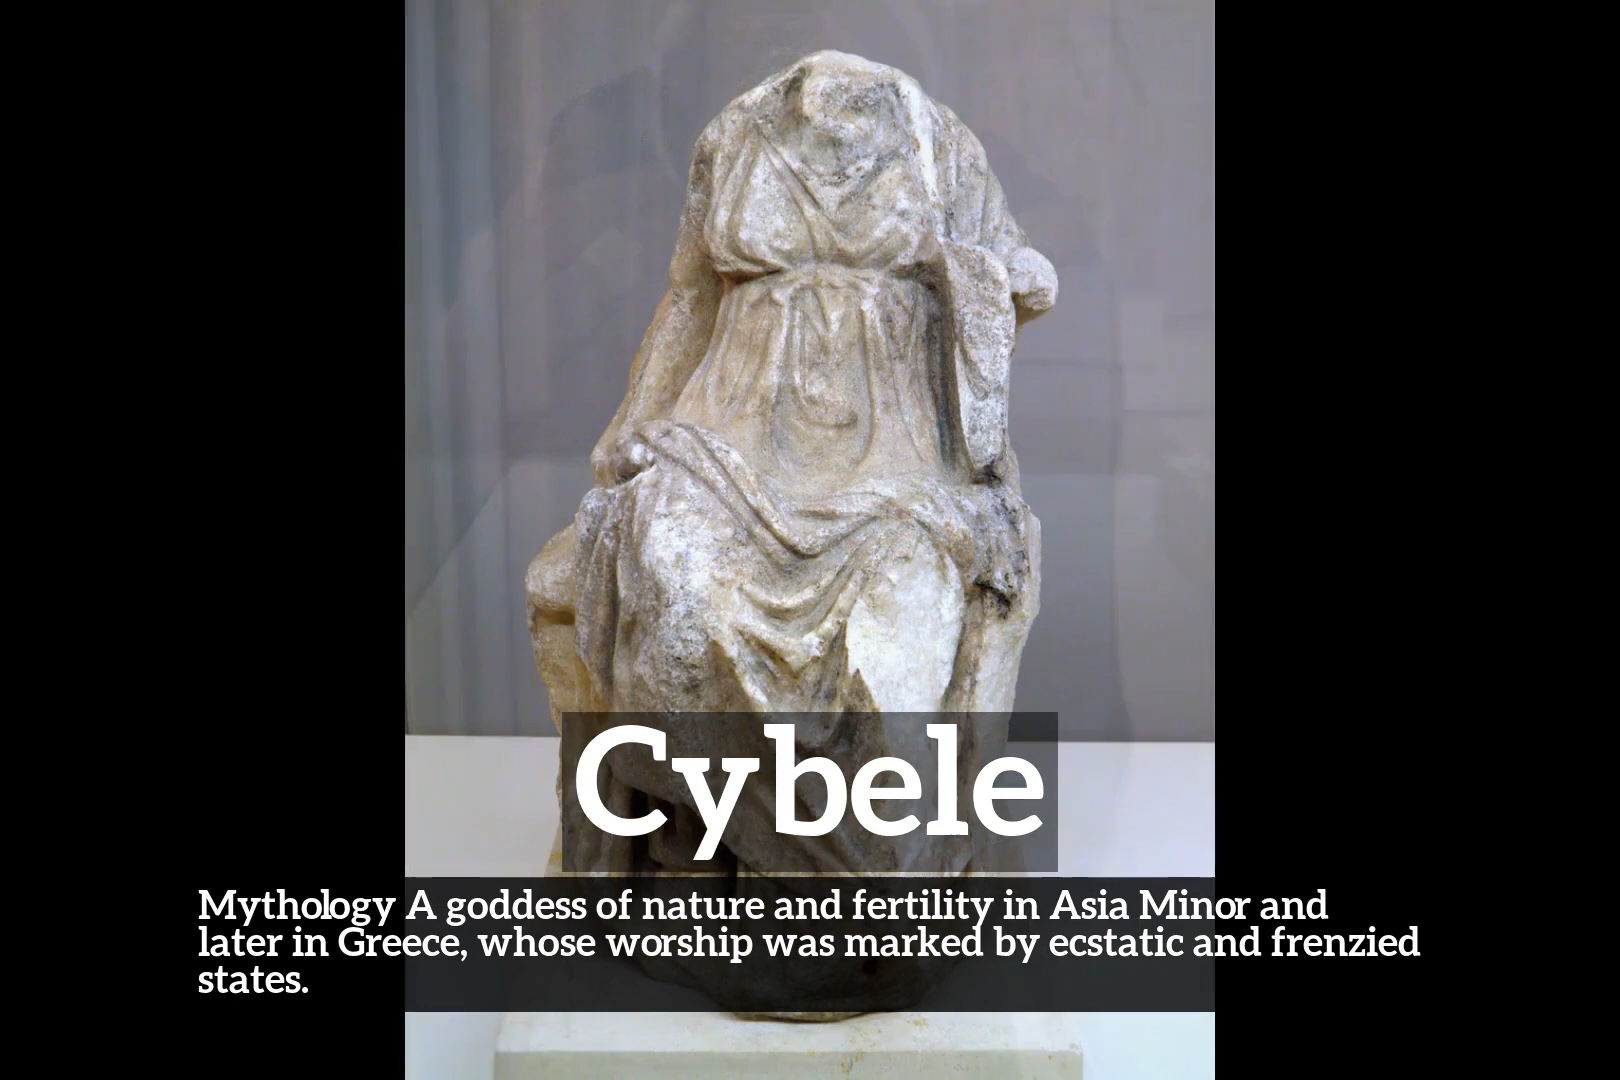 Cybele
Mythology A goddess of nature and fertility in Asia Minor and
later in Greece, whose worship was marked by ecstatic and frenzied
states.